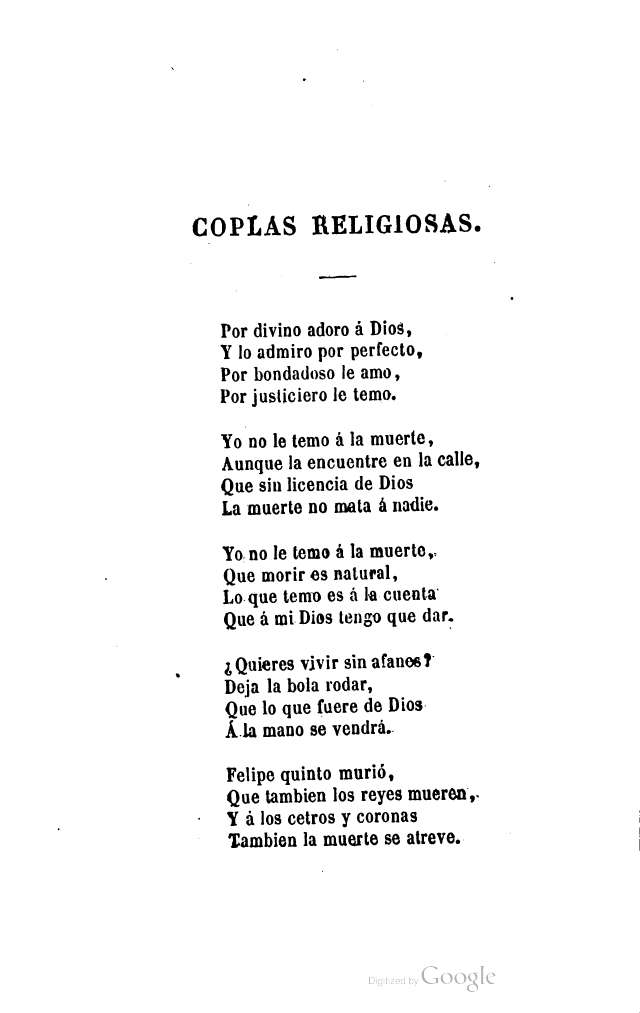 COPLAS RELIGIOSAS.
Por divino adoro á Dios,
Y lo admiro por perfecto,
Por bondadoso le amo,
Por justiciero le temo.
Yo no le temo á la muerte,
Aunque la encuentre en la calle,
Que sin licencia de Dios
La muerte no mata á nadie.
Yo no le temo á la muerte,
Que morir es natural,
Lo que temo es á la cuenta
Que á mi Dios tengo que dar.
¿Quieres vivir sin afanes?
Deja la bola rodar,
Que lo que fuere de Dios
Á la mano se vendrá.
Felipe quinto murió,
Que tambien los reyes mueren,
Y á los cetros y coronas
Tambien la muerte se atreve.
Digitized by Google